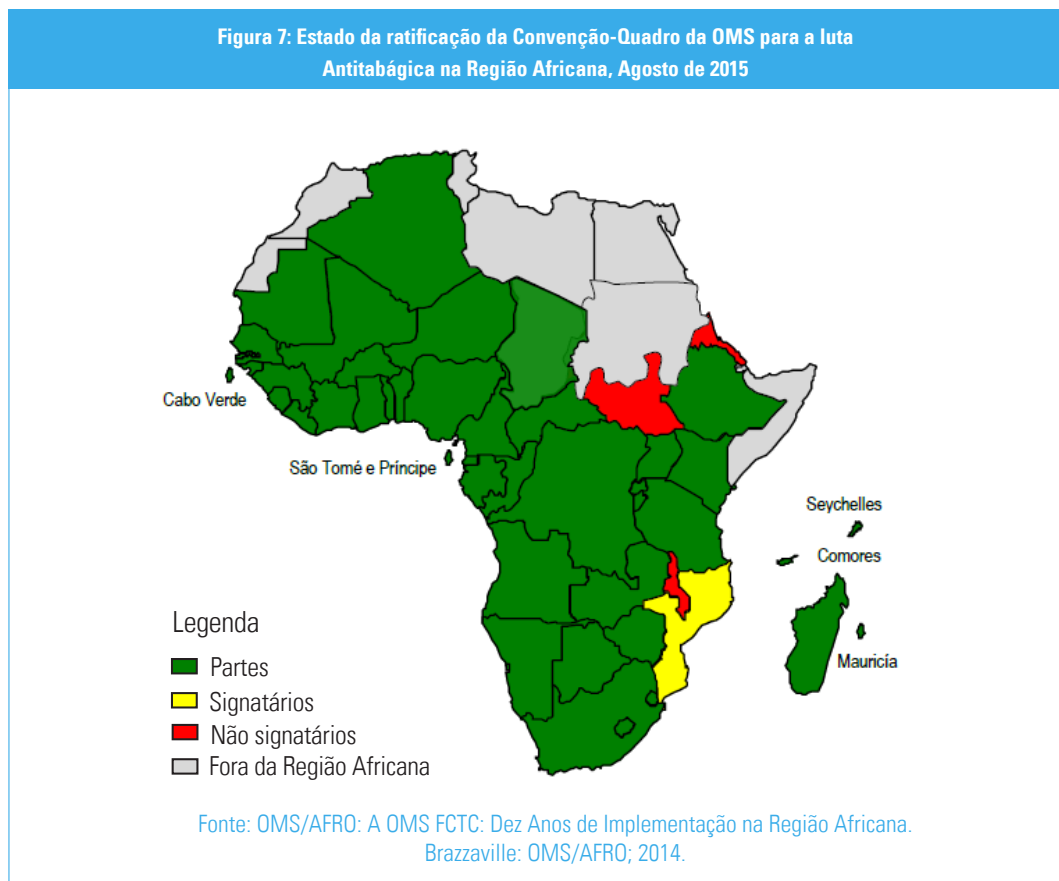 Figura 7: Estado da ratificação da Convenção-Quadro da OMS para a luta
Antitabágica na Região Africana, Agosto de 2015
Cabo Verde
São Tomé e Príncipe
Seychelles
Comores
Mauricía
Legenda
Partes
Signatários
Não signatários
Fora da Região Africana
Fonte: OMS/AFRO: A OMS FCTC: Dez Anos de Implementação na Região Africana.
Brazzaville: OMS/AFRO; 2014.